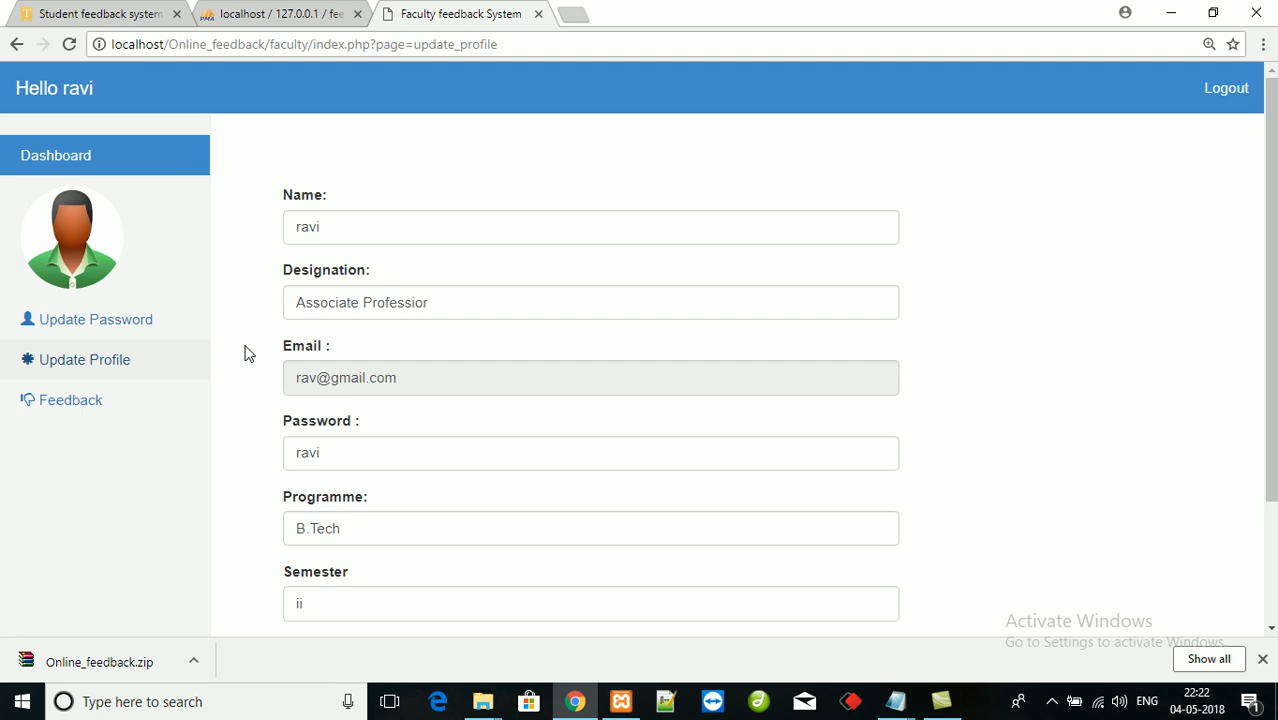 Student feedback system
localhost / 127.0.0.1 / fee
Faculty feedback System
localhost/Online_feedback/faculty/index.php?page=update_profile
Hello ravi
Logout
Dashboard
Update Password
Update Profile
Feedback
Name:
ravi
Designation:
Associate Professior
Email :
rav@gmail.com
Password :
ravi
Programme:
B.Tech
Semester
ii
Activate Windows
Go to Settings to activate Windows.
Online_feedback.zip
Show all
Type here to search
ENG
22:22
04-05-2018
1